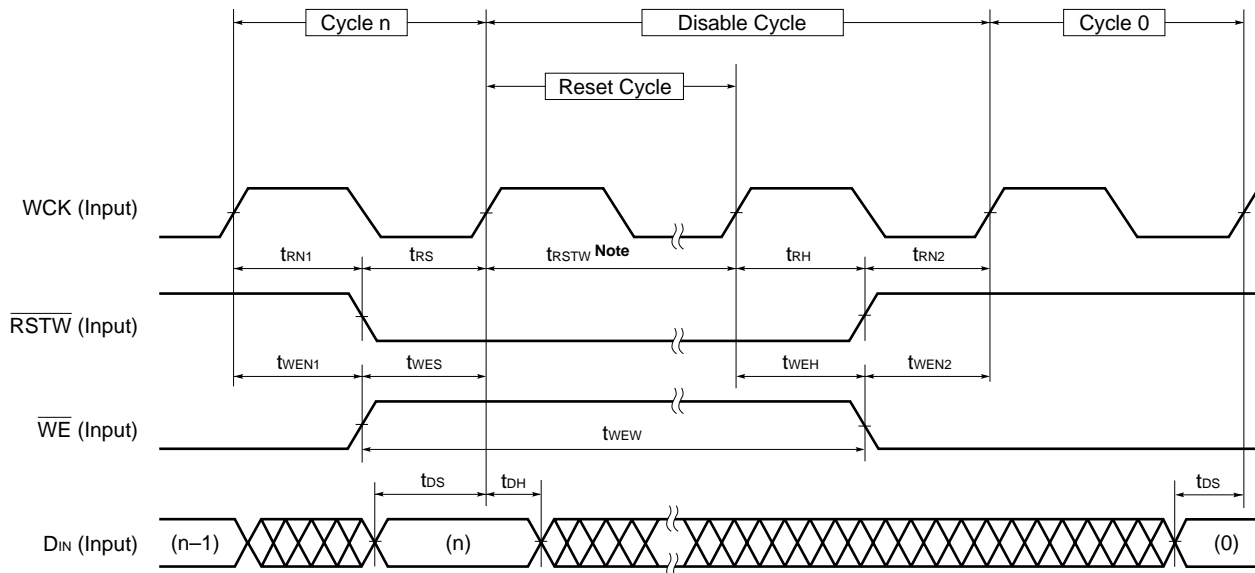 Cycle n Disable Cycle Cycle 0
Reset Cycle
WCK (Input)
tRN1 tRS tRSTW Note tRH tRN2
RSTW (Input)
tWEN1 tWES tWEH tWEN2
WE (Input)
tWEW
tDS tDH tDS
DIN (Input) (n–1) (n) (0)